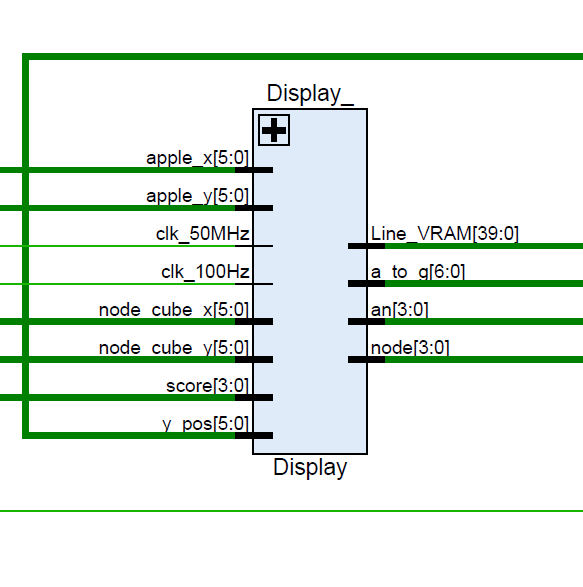 Display_
apple_x[5:0]
apple_y[5:0]
clk_50MHz
clk_100Hz
node_cube_x[5:0]
node_cube_y[5:0]
score[3:0]
y_pos[5:0]
Line_VRAM[39:0]
a_to_g[6:0]
an[3:0]
node[3:0]
Display